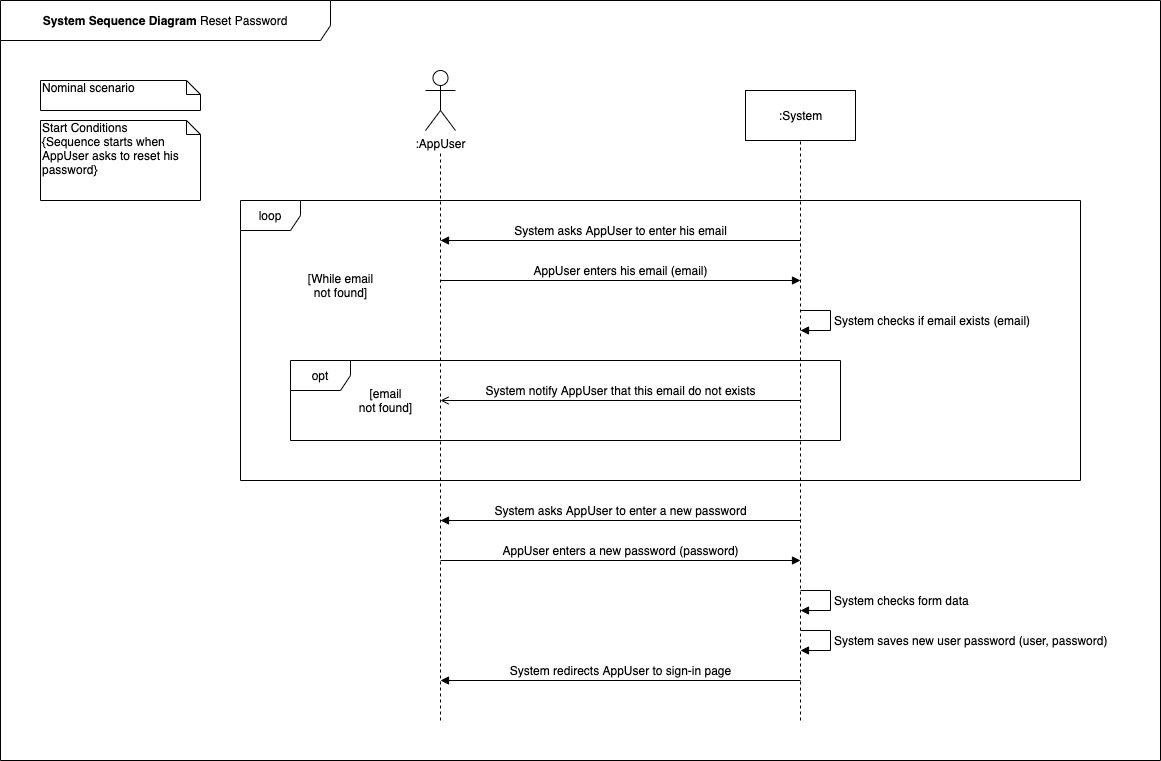 System Sequence Diagram Reset Password
Nominal scenario
Start Conditions
{Sequence starts when
AppUser asks to reset his
password}
:AppUser
:System
loop
System asks AppUser to enter his email
[While email
not found]
AppUser enters his email (email)
System checks if email exists (email)
opt
[email
not found]
System notify AppUser that this email do not exists
System asks AppUser to enter a new password
AppUser enters a new password (password)
System checks form data
System saves new user password (user, password)
System redirects AppUser to sign-in page